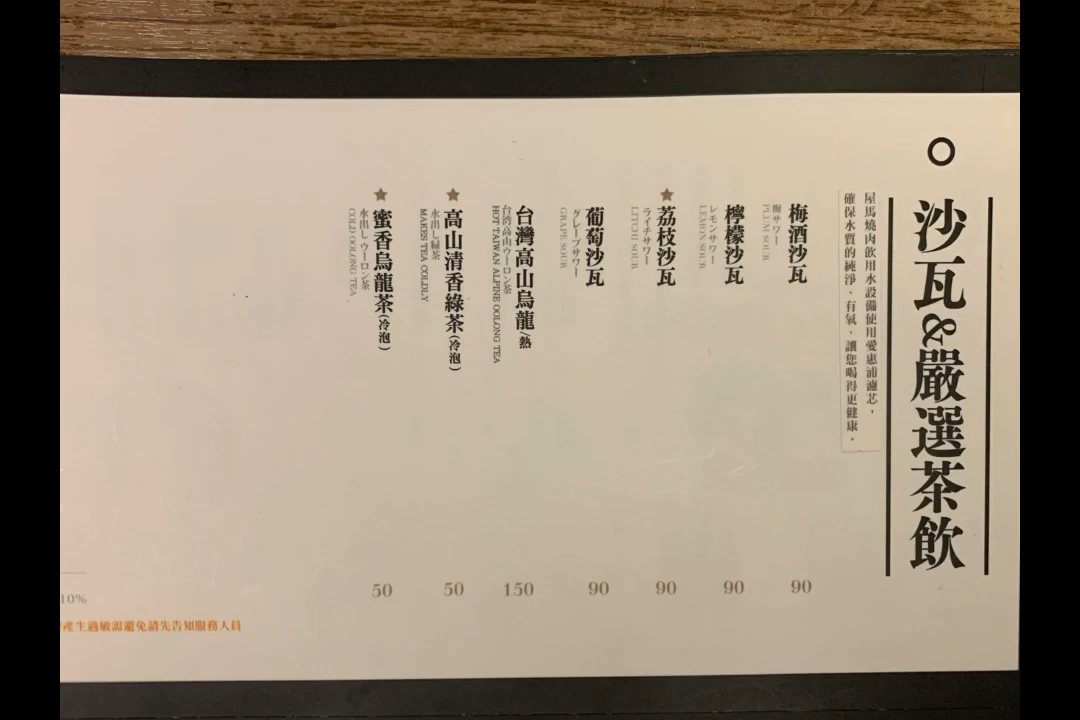 沙瓦&嚴選茶飲
屋馬燒肉飲用水設備使用愛惠浦濾芯，
確保水質的純淨、有氧，讓您喝得更健康。
梅酒沙瓦
梅サワー
PLUM SOUR
90
檸檬沙瓦
レモンサワー
LEMON SOUR
90
荔枝沙瓦
ライチサワー
LITCHI SOUR
90
葡萄沙瓦
グレープサワー
GRAPE SOUR
90
台灣高山烏龍/熱
台湾高山ウーロン茶
HOT TAIWAN ALPINE OOLONG TEA
150
高山清香綠茶(冷泡)
水出し緑茶
MAKES TEA COLDLY
50
蜜香烏龍茶(冷泡)
水出しウーロン茶
COLD OOLONG TEA
50
10%
產生過敏需避免請先告知服務人員